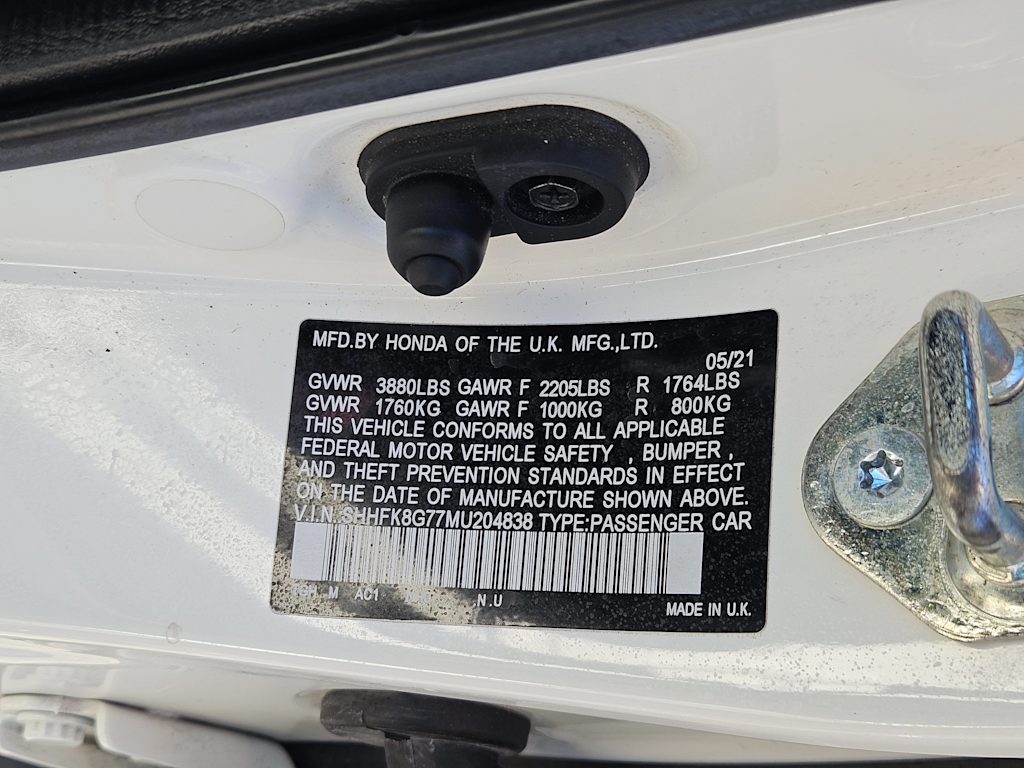 MFD.BY HONDA OF THE U.K. MFG.,LTD.
05/21
GVWR 3880LBS GAWR F 2205LBS R 1764LBS
GVWR 1760KG GAWR F 1000KG R 800KG
THIS VEHICLE CONFORMS TO ALL APPLICABLE
FEDERAL MOTOR VEHICLE SAFETY , BUMPER ,
AND THEFT PREVENTION STANDARDS IN EFFECT
ON THE DATE OF MANUFACTURE SHOWN ABOVE.
V.I.N.SHHFK8G77MU204838 TYPE:PASSENGER CAR
M AC1 N.U
MADE IN U.K.